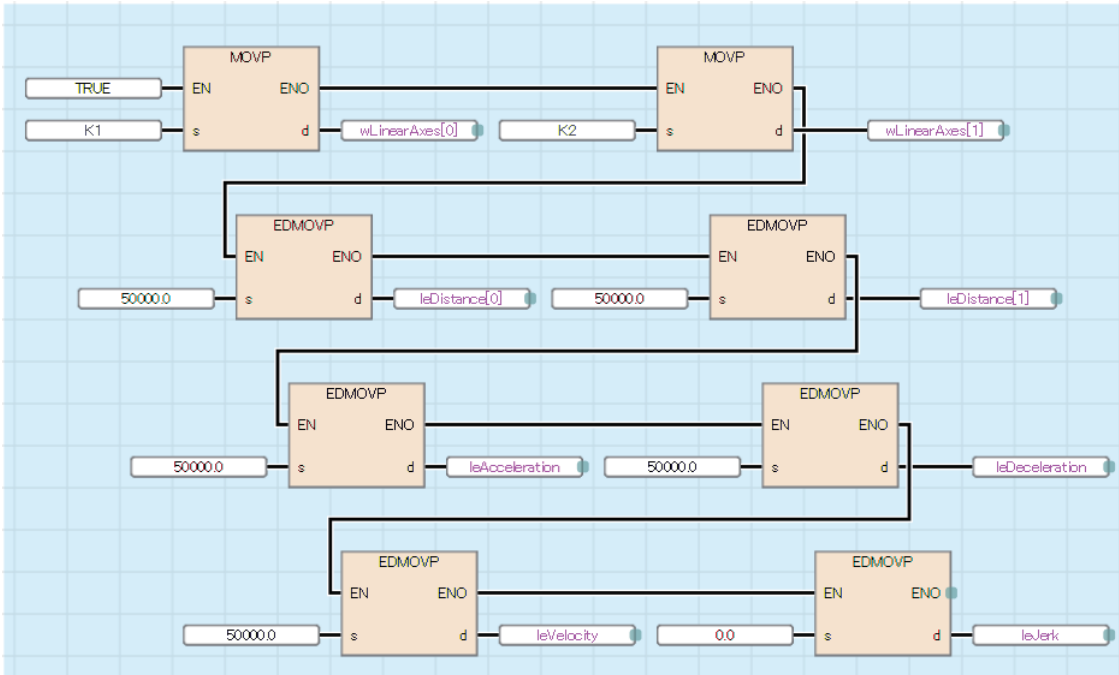 MOVP MOVP
TRUE EN ENO EN ENO
K1 s d wLinearAxes[0] K2 s d wLinearAxes[1]
EDMOVP EDMOVP
EN ENO EN ENO
50000.0 s d leDistance[0] 50000.0 s d leDistance[1]
EDMOVP EDMOVP
EN ENO EN ENO
50000.0 s d leAcceleration 50000.0 s d leDeceleration
EDMOVP EDMOVP
EN ENO EN ENO
50000.0 s d leVelocity 0.0 s d leJerk